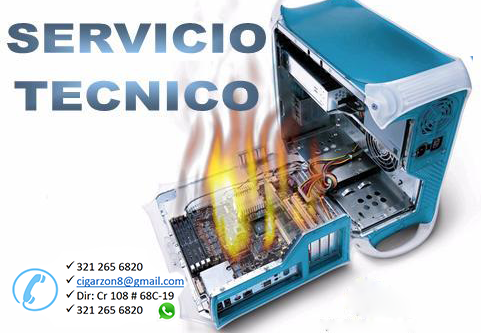 SERVICIO
TECNICO
✓ 321 265 6820
✓ cigarzon8@gmail.com
✓ Dir: Cr 108 # 68C-19
✓ 321 265 6820